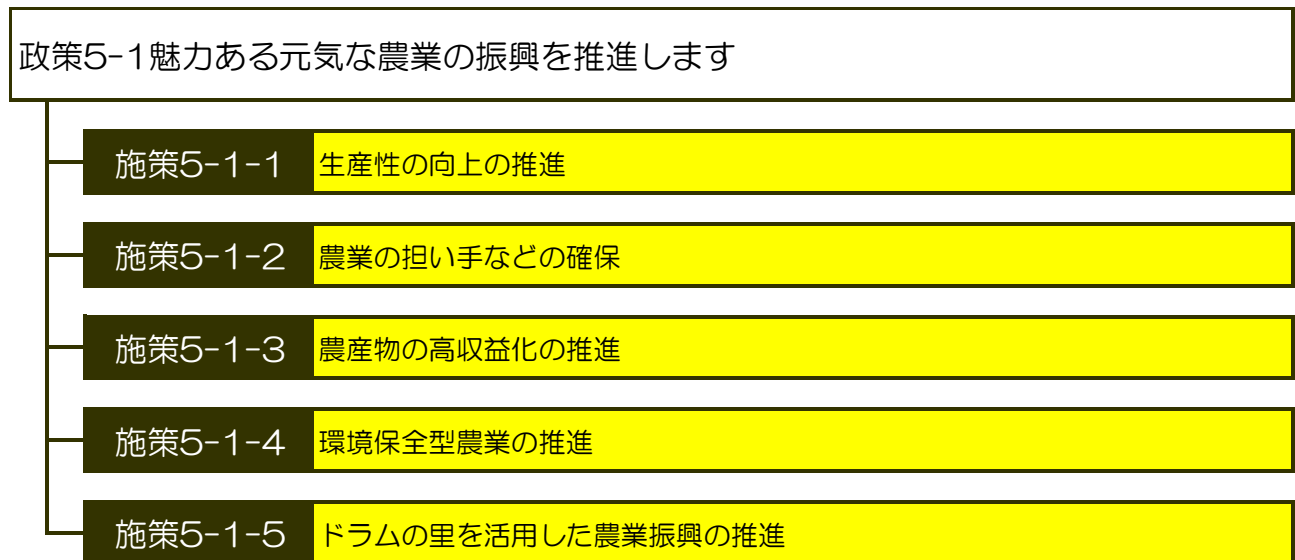 政策5-1魅力ある元気な農業の振興を推進します
施策5-1-1 生産性の向上の推進
施策5-1-2 農業の担い手などの確保
施策5-1-3 農産物の高収益化の推進
施策5-1-4 環境保全型農業の推進
施策5-1-5 ドラムの里を活用した農業振興の推進